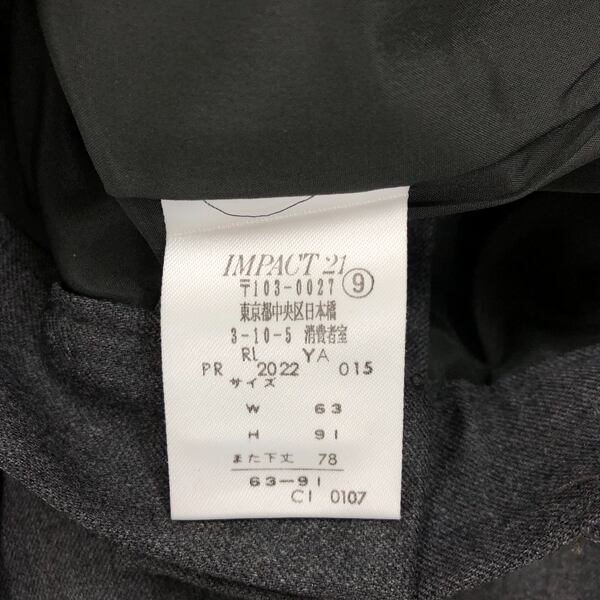 IMPACT 21
〒103-0027 ⑨
東京都中央区日本橋
3-10-5 消費者室
RL YA
PR 2022 015
サイズ
W 63
H 91
また下丈 78
63-91
CI 0107